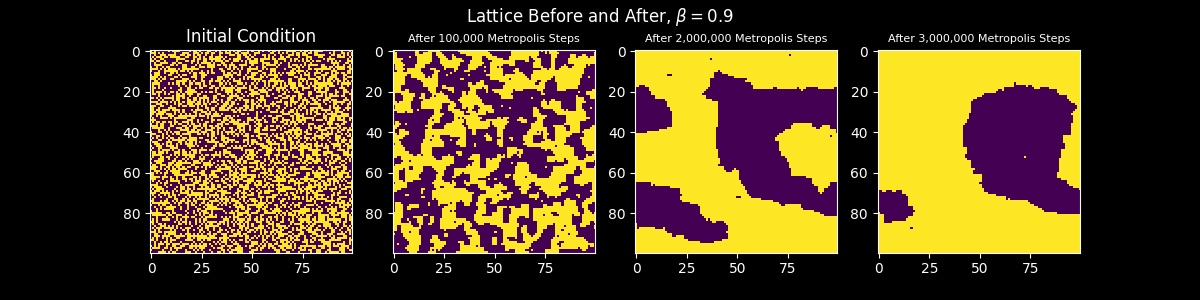 Lattice Before and After, β = 0.9
Initial Condition
After 100,000 Metropolis Steps
After 2,000,000 Metropolis Steps
After 3,000,000 Metropolis Steps
0
20
40
60
80
0 25 50 75
0
20
40
60
80
0 25 50 75
0
20
40
60
80
0 25 50 75
0
20
40
60
80
0 25 50 75